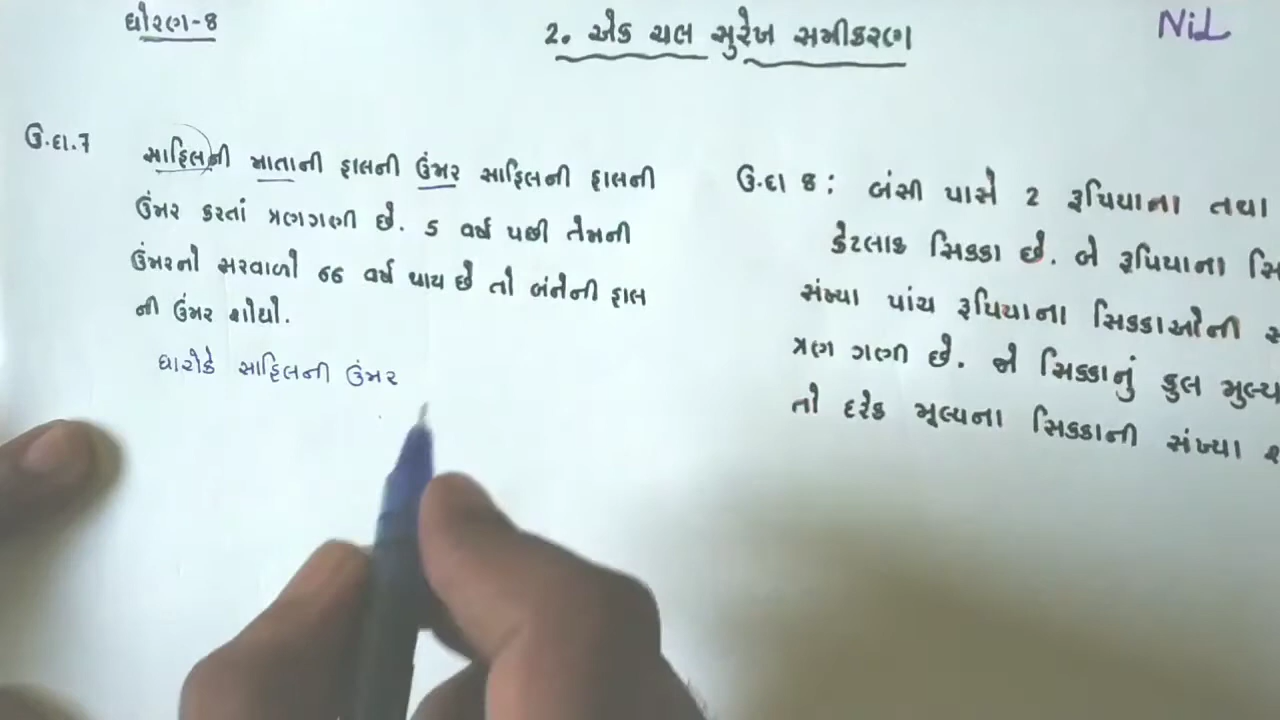 ધોરણ-8
2. એક ચલ સુરેખ સમીકરણ
NiL
ઉ.દા.7
સાહિલની માતાની હાલની ઉંમર સાહિલની હાલની
ઉંમર કરતાં ત્રણગણી છે. 5 વર્ષ પછી તેમની
ઉંમરનો સરવાળો 66 વર્ષ થાય છે તો બંનેની હાલ
ની ઉંમર શોધો.
ધારોકે સાહિલની ઉંમર
ઉ.દા 8 : બંસી પાસે 2 રૂપિયાના તથા
કેટલાક સિક્કા છે. બે રૂપિયાના સિ
સંખ્યા પાંચ રૂપિયાના સિક્કાઓની સ
ત્રણ ગણી છે. જો સિક્કાનું કુલ મુલ્ય
તો દરેક મૂલ્યના સિક્કાની સંખ્યા શ